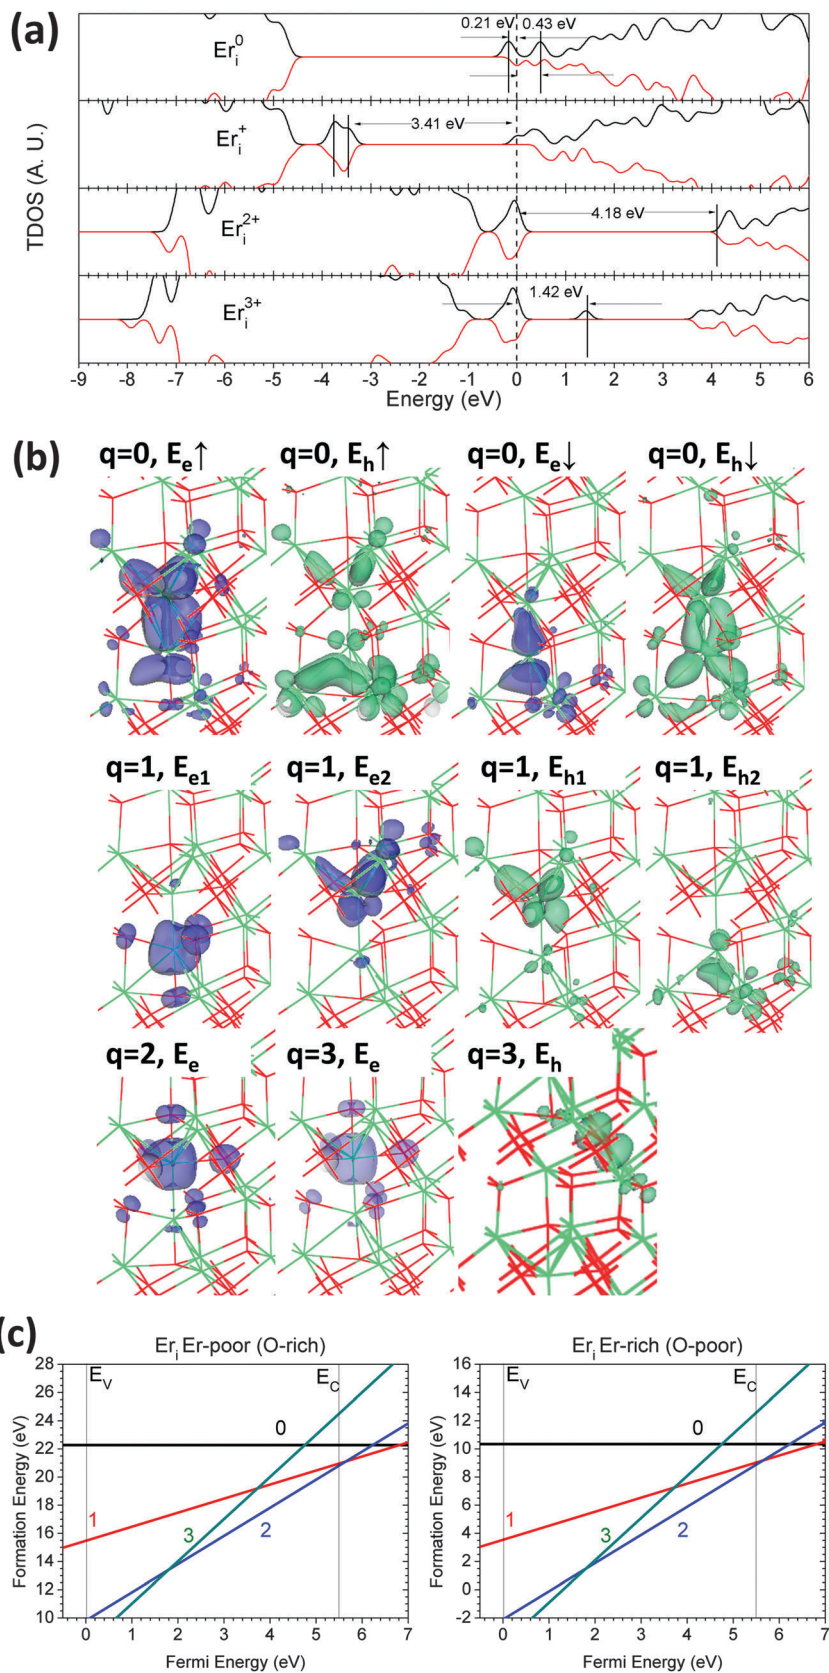 (a)
0.21 eV 0.43 eV
Er_i^0
3.41 eV
Er_i^+
4.18 eV
Er_i^2+
1.42 eV
Er_i^3+
TDOS (A. U.)
-9 -8 -7 -6 -5 -4 -3 -2 -1 0 1 2 3 4 5 6
Energy (eV)
(b)
q=0, E_e↑ q=0, E_h↑ q=0, E_e↓ q=0, E_h↓
q=1, E_e1 q=1, E_e2 q=1, E_h1 q=1, E_h2
q=2, E_e q=3, E_e q=3, E_h
(c)
Er_i Er-poor (O-rich)
28
26
24
22
20
18
16
14
12
10
Formation Energy (eV)
E_V E_C
0
1
3 2
0 1 2 3 4 5 6 7
Fermi Energy (eV)
Er_i Er-rich (O-poor)
16
14
12
10
8
6
4
2
0
-2
Formation Energy (eV)
E_V E_C
0
1
3 2
0 1 2 3 4 5 6 7
Fermi Energy (eV)